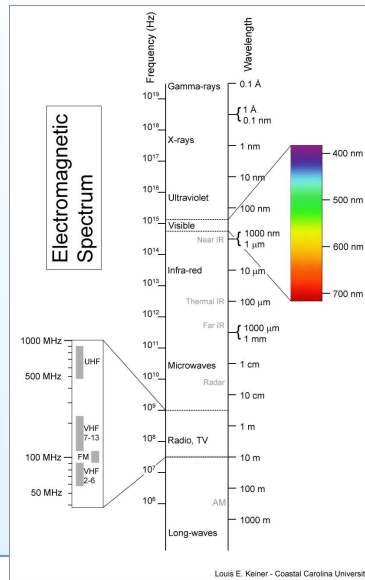 Electromagnetic
Spectrum
Frequency (Hz)
Wavelength
Gamma-rays
0.1 Å
10¹⁹
1 Å
0.1 nm
10¹⁸
X-rays
1 nm
10¹⁷
10 nm
10¹⁶
Ultraviolet
100 nm
10¹⁵
Visible
Near IR
1000 nm
1 µm
10¹⁴
Infra-red
10 µm
10¹³
Thermal IR
100 µm
10¹²
Far IR
1000 µm
1 mm
10¹¹
Microwaves
1 cm
10¹⁰
Radar
10 cm
10⁹
1 m
10⁸
Radio, TV
10 m
10⁷
100 m
10⁶
AM
1000 m
Long-waves
400 nm
500 nm
600 nm
700 nm
1000 MHz
UHF
500 MHz
VHF
7-13
100 MHz
FM
VHF
2-6
50 MHz
Louis E. Keiner - Coastal Carolina Universit